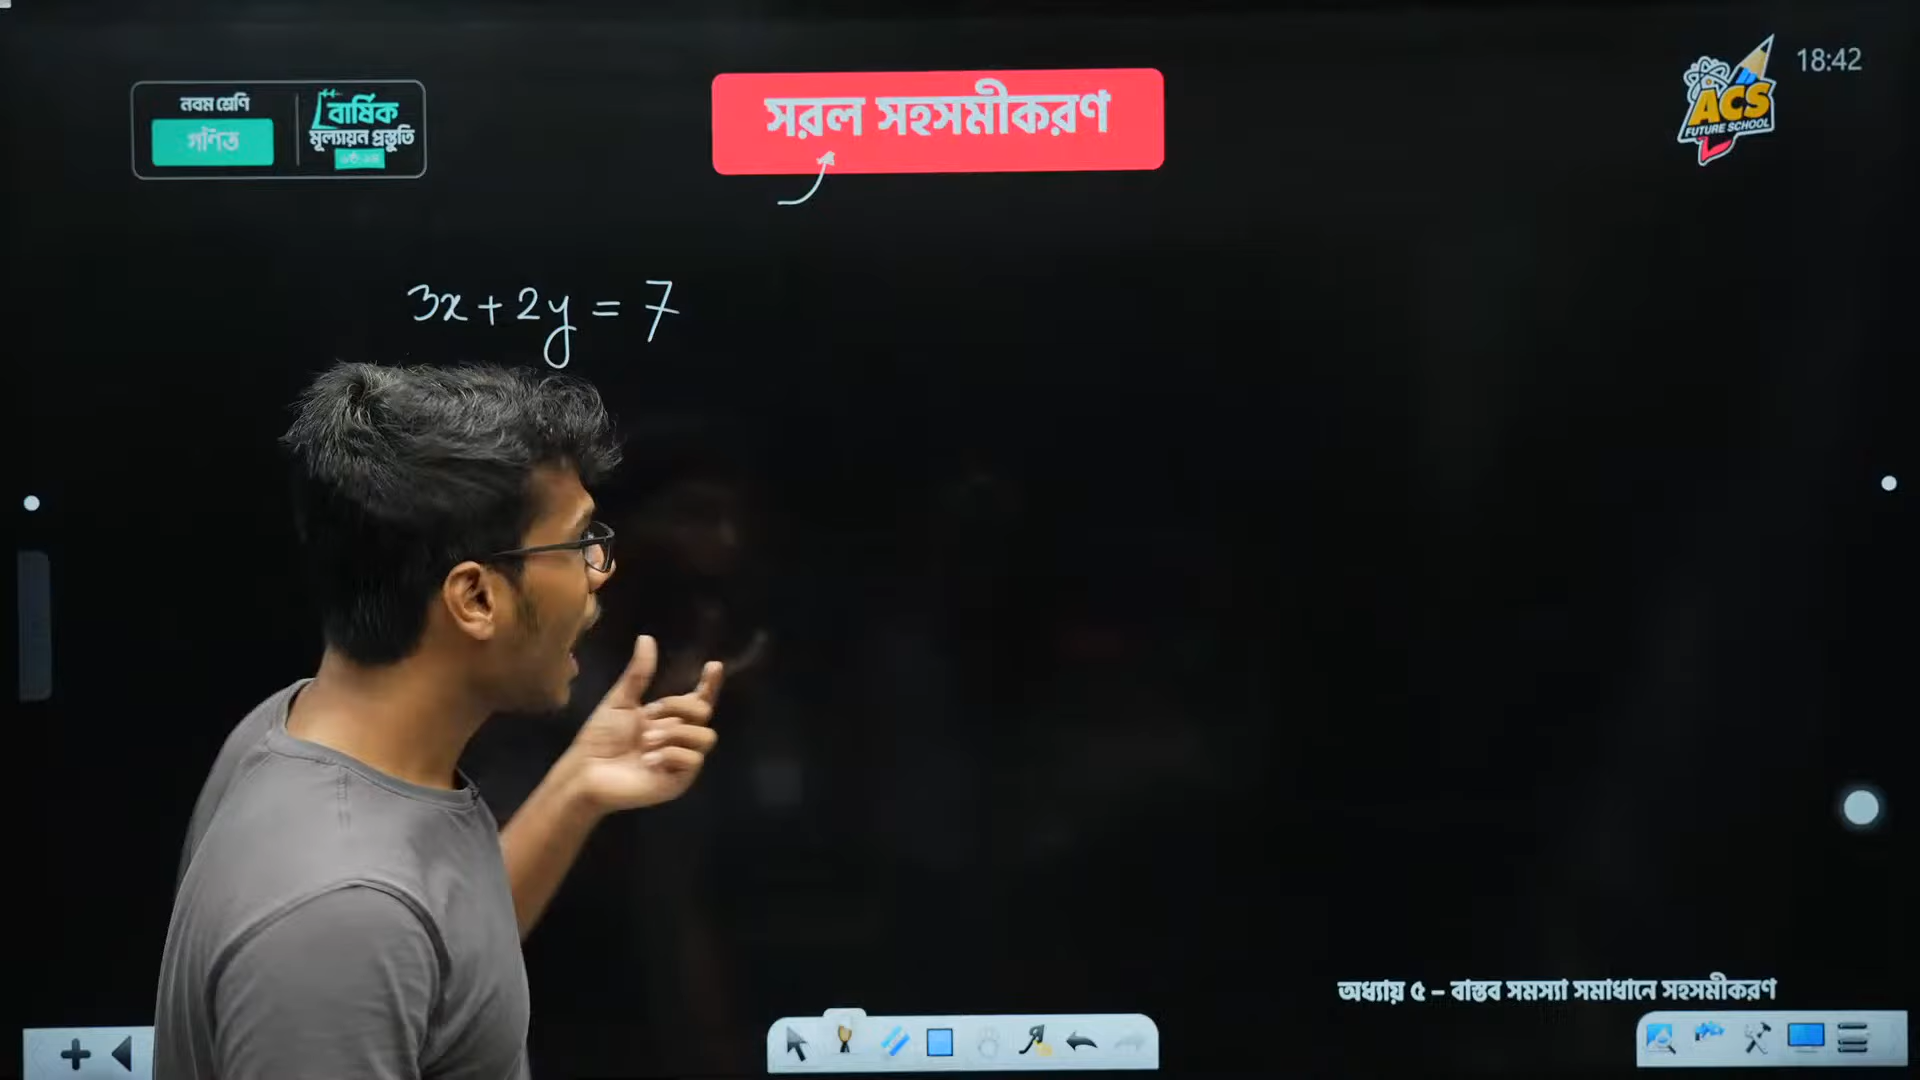 নবম শ্রেণি
গণিত
বার্ষিক
মূল্যায়ন প্রস্তুতি
সরল সহসমীকরণ
ACS
FUTURE SCHOOL
18:42
3x + 2y = 7
অধ্যায় ৫ – বাস্তব সমস্যা সমাধানে সহসমীকরণ